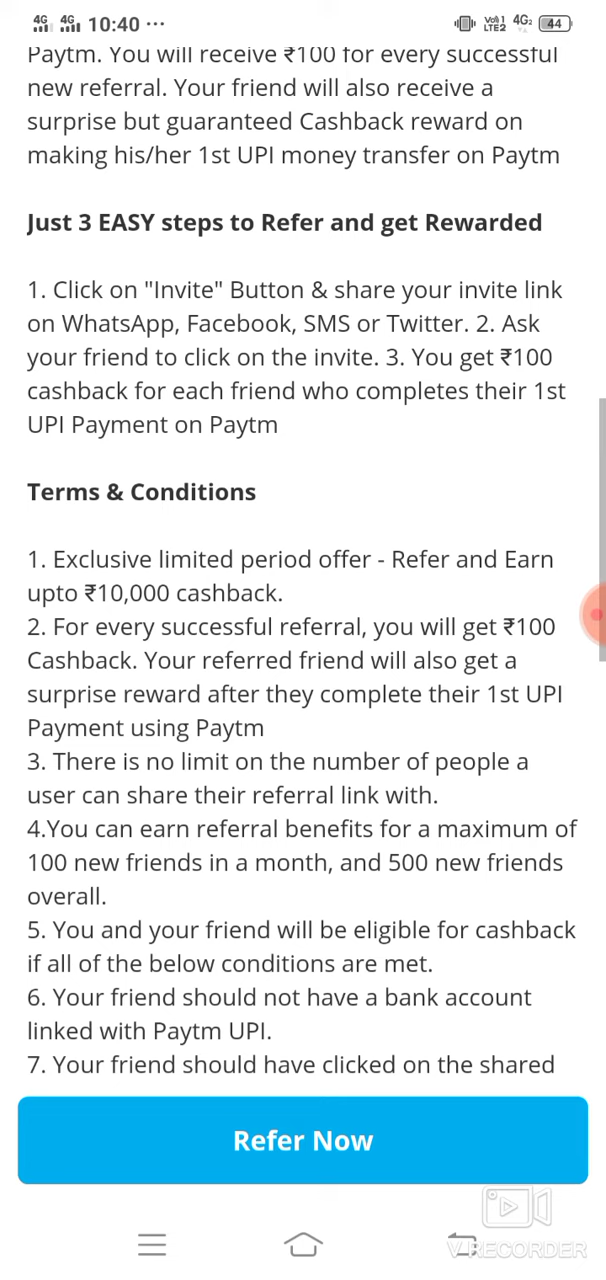 4G 4G 10:40 ...
Vo) 1 LTE2 4G2 44
Paytm. You will receive ₹100 for every successful
new referral. Your friend will also receive a
surprise but guaranteed Cashback reward on
making his/her 1st UPI money transfer on Paytm
Just 3 EASY steps to Refer and get Rewarded
1. Click on "Invite" Button & share your invite link
on WhatsApp, Facebook, SMS or Twitter. 2. Ask
your friend to click on the invite. 3. You get ₹100
cashback for each friend who completes their 1st
UPI Payment on Paytm
Terms & Conditions
1. Exclusive limited period offer - Refer and Earn
upto ₹10,000 cashback.
2. For every successful referral, you will get ₹100
Cashback. Your referred friend will also get a
surprise reward after they complete their 1st UPI
Payment using Paytm
3. There is no limit on the number of people a
user can share their referral link with.
4.You can earn referral benefits for a maximum of
100 new friends in a month, and 500 new friends
overall.
5. You and your friend will be eligible for cashback
if all of the below conditions are met.
6. Your friend should not have a bank account
linked with Paytm UPI.
7. Your friend should have clicked on the shared
Refer Now
V RECORDER